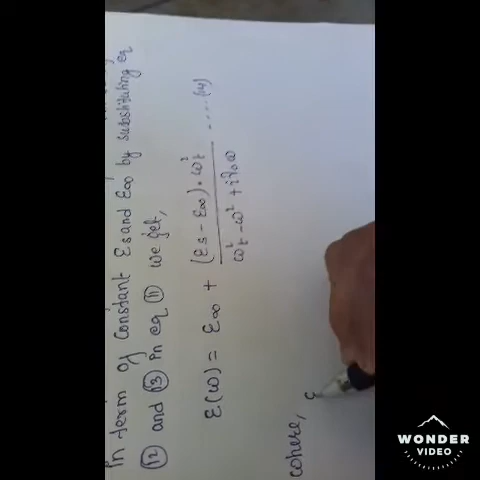 In term of Constant εs and ε∞ by substituting eq
⑫ and ⑬ in eq ⑪ we get,
ε(ω) = ε∞ + (εs - ε∞) . ωt² / ωt² - ω² + iγ₀ω ....(14)
where, ε
WONDER
VIDEO